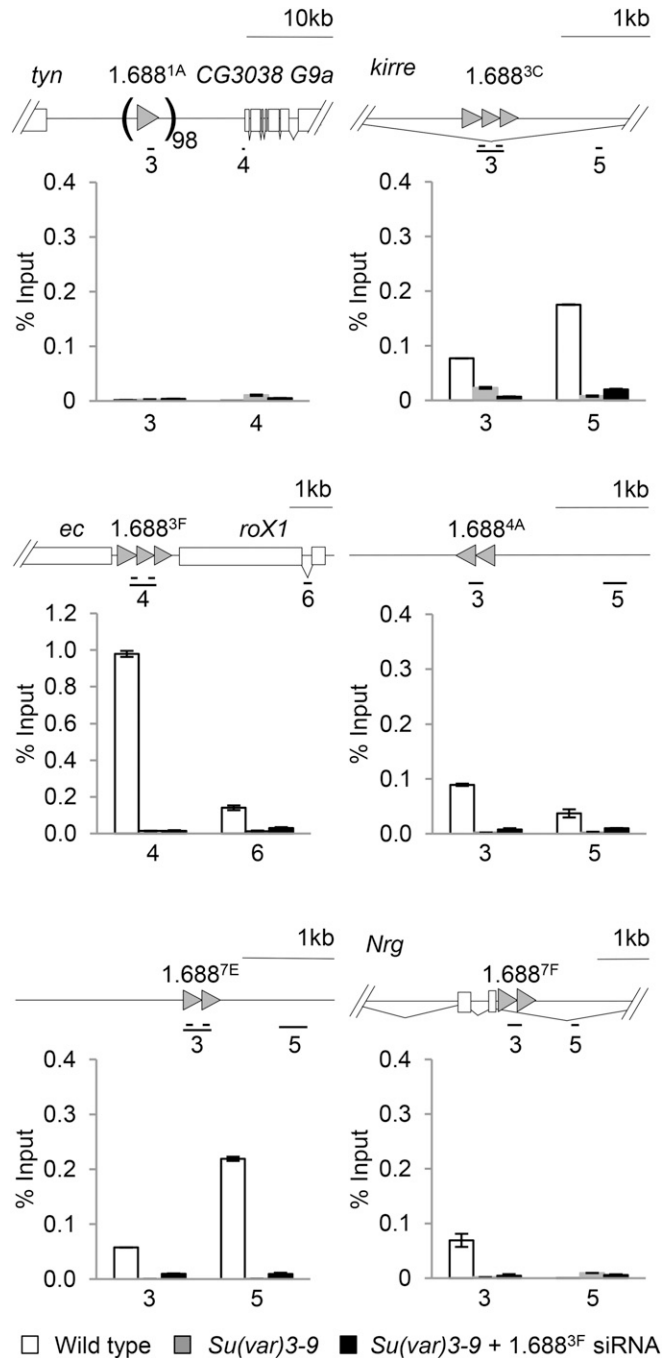 10kb
1kb
tyn 1.688^1A CG3038 G9a
kirre 1.688^3C
( )98
3 4
3 5
% Input
0.4
0.3
0.2
0.1
0
3 4
% Input
0.4
0.3
0.2
0.1
0
3 5
1kb
1kb
ec 1.688^3F roX1
1.688^4A
4 6
3 5
% Input
1.2
1.0
0.8
0.6
0.4
0.2
0.0
4 6
% Input
0.4
0.3
0.2
0.1
0.0
3 5
1kb
Nrg 1kb
1.688^7E
1.688^7F
3 5
3 5
% Input
0.4
0.3
0.2
0.1
0.0
3 5
% Input
0.4
0.3
0.2
0.1
0
3 5
Wild type Su(var)3-9 Su(var)3-9 + 1.688^3F siRNA